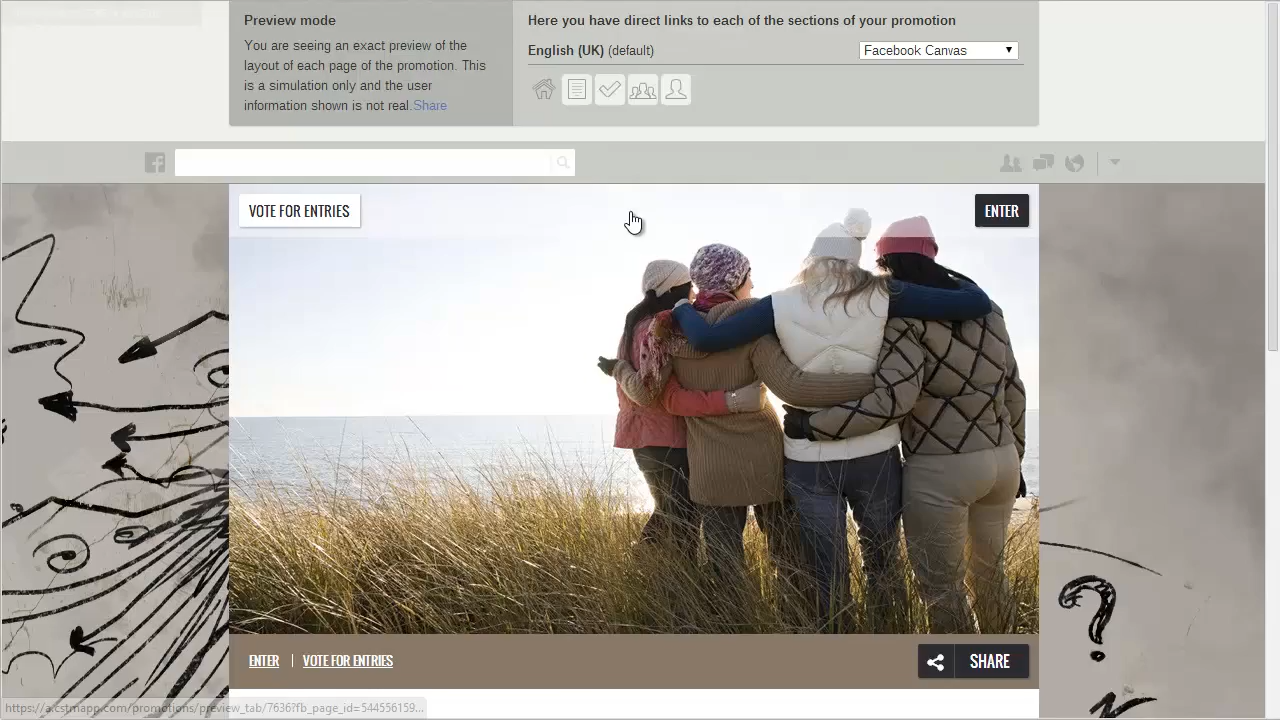 Preview mode
You are seeing an exact preview of the
layout of each page of the promotion. This
is a simulation only and the user
information shown is not real.Share
Here you have direct links to each of the sections of your promotion
English (UK) (default)
Facebook Canvas
VOTE FOR ENTRIES
ENTER
?
ENTER | VOTE FOR ENTRIES
SHARE
https://a.cstmapp.com/promotions/preview_tab/7636?fb_page_id=544556159...